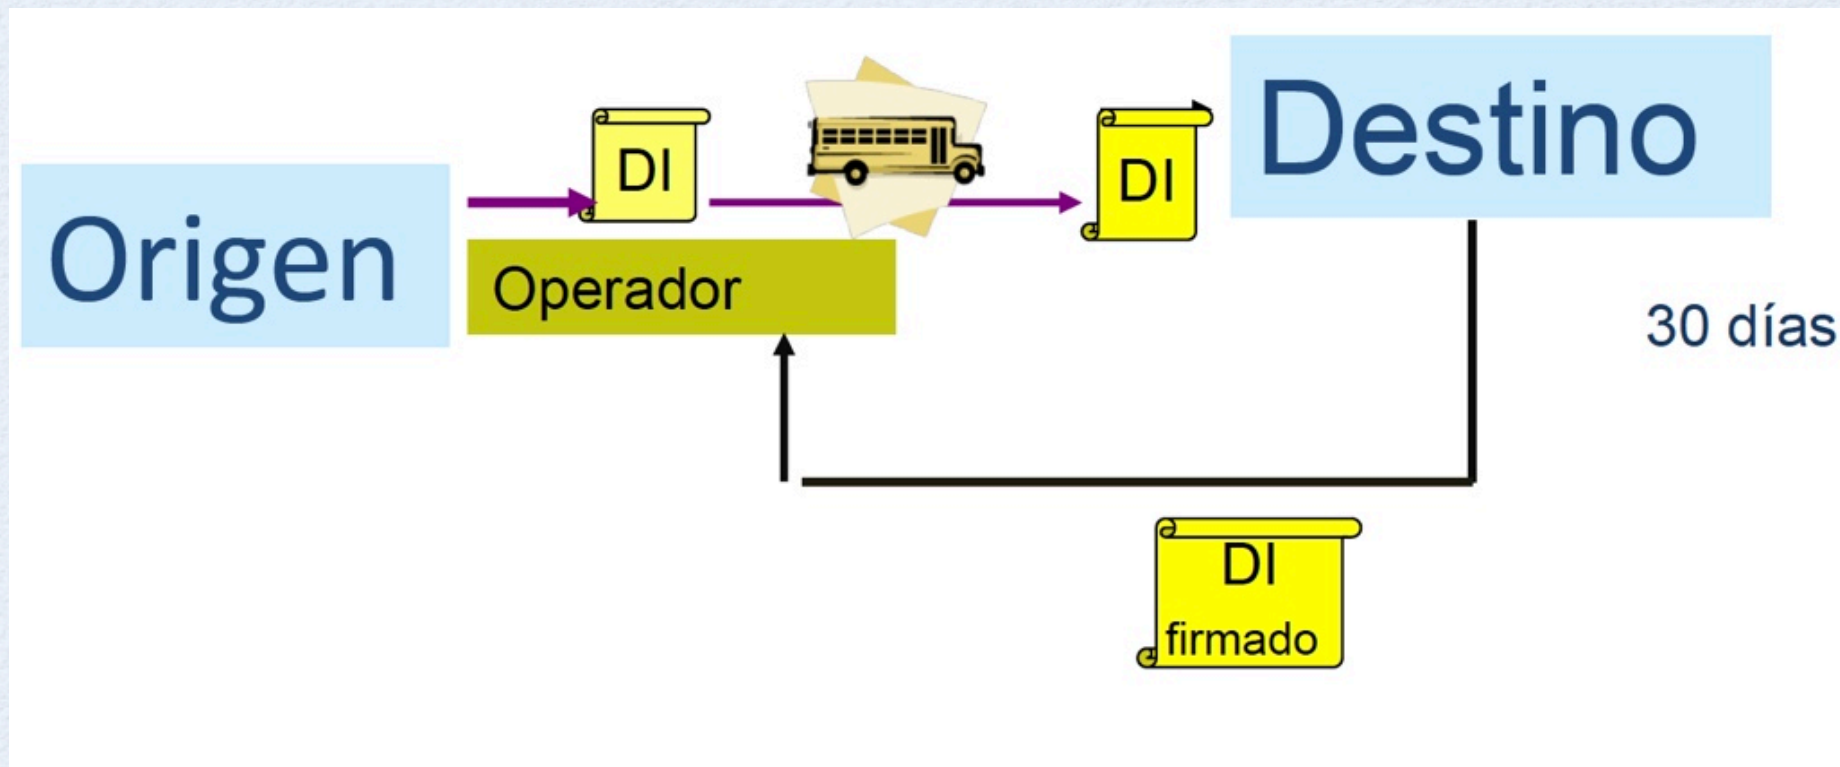 Origen
DI
Operador
DI
Destino
30 días
DI
firmado